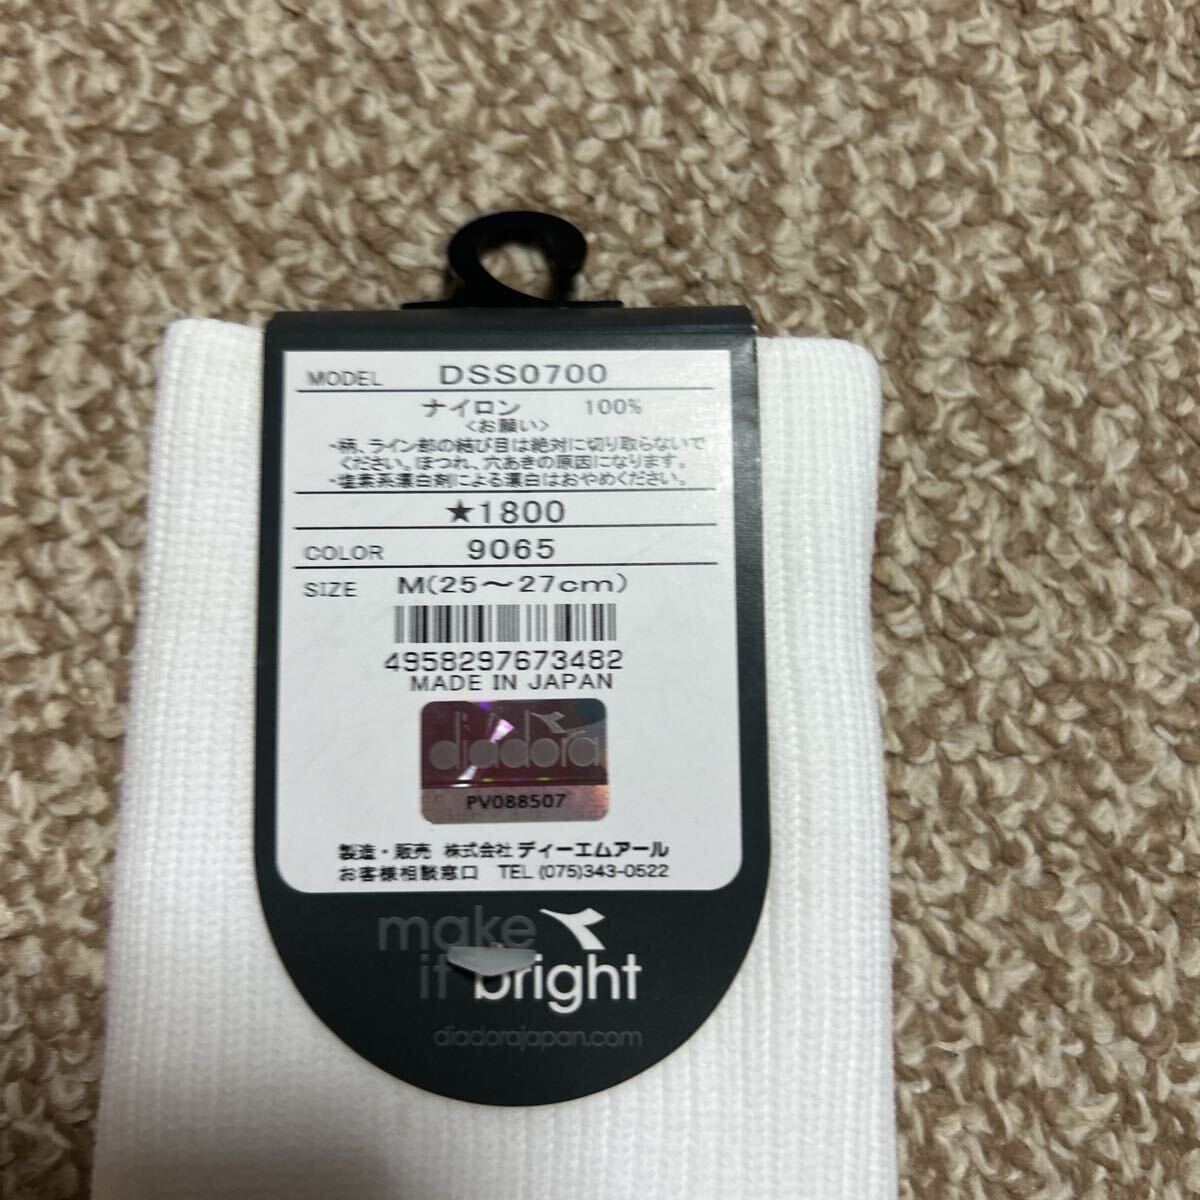 MODEL DSS0700
ナイロン 100%
<お願い>
・柄、ライン部の結び目は絶対に切り取らないで
ください。ほつれ、穴あきの原因になります。
・塩素系漂白剤による漂白はおやめください。
★1800
COLOR 9065
SIZE M(25～27cm)
4958297673482
MADE IN JAPAN
diadora
PV088507
製造・販売 株式会社 ディーエムアール
お客様相談窓口 TEL (075)343-0522
make
it bright
diadorajapan.com